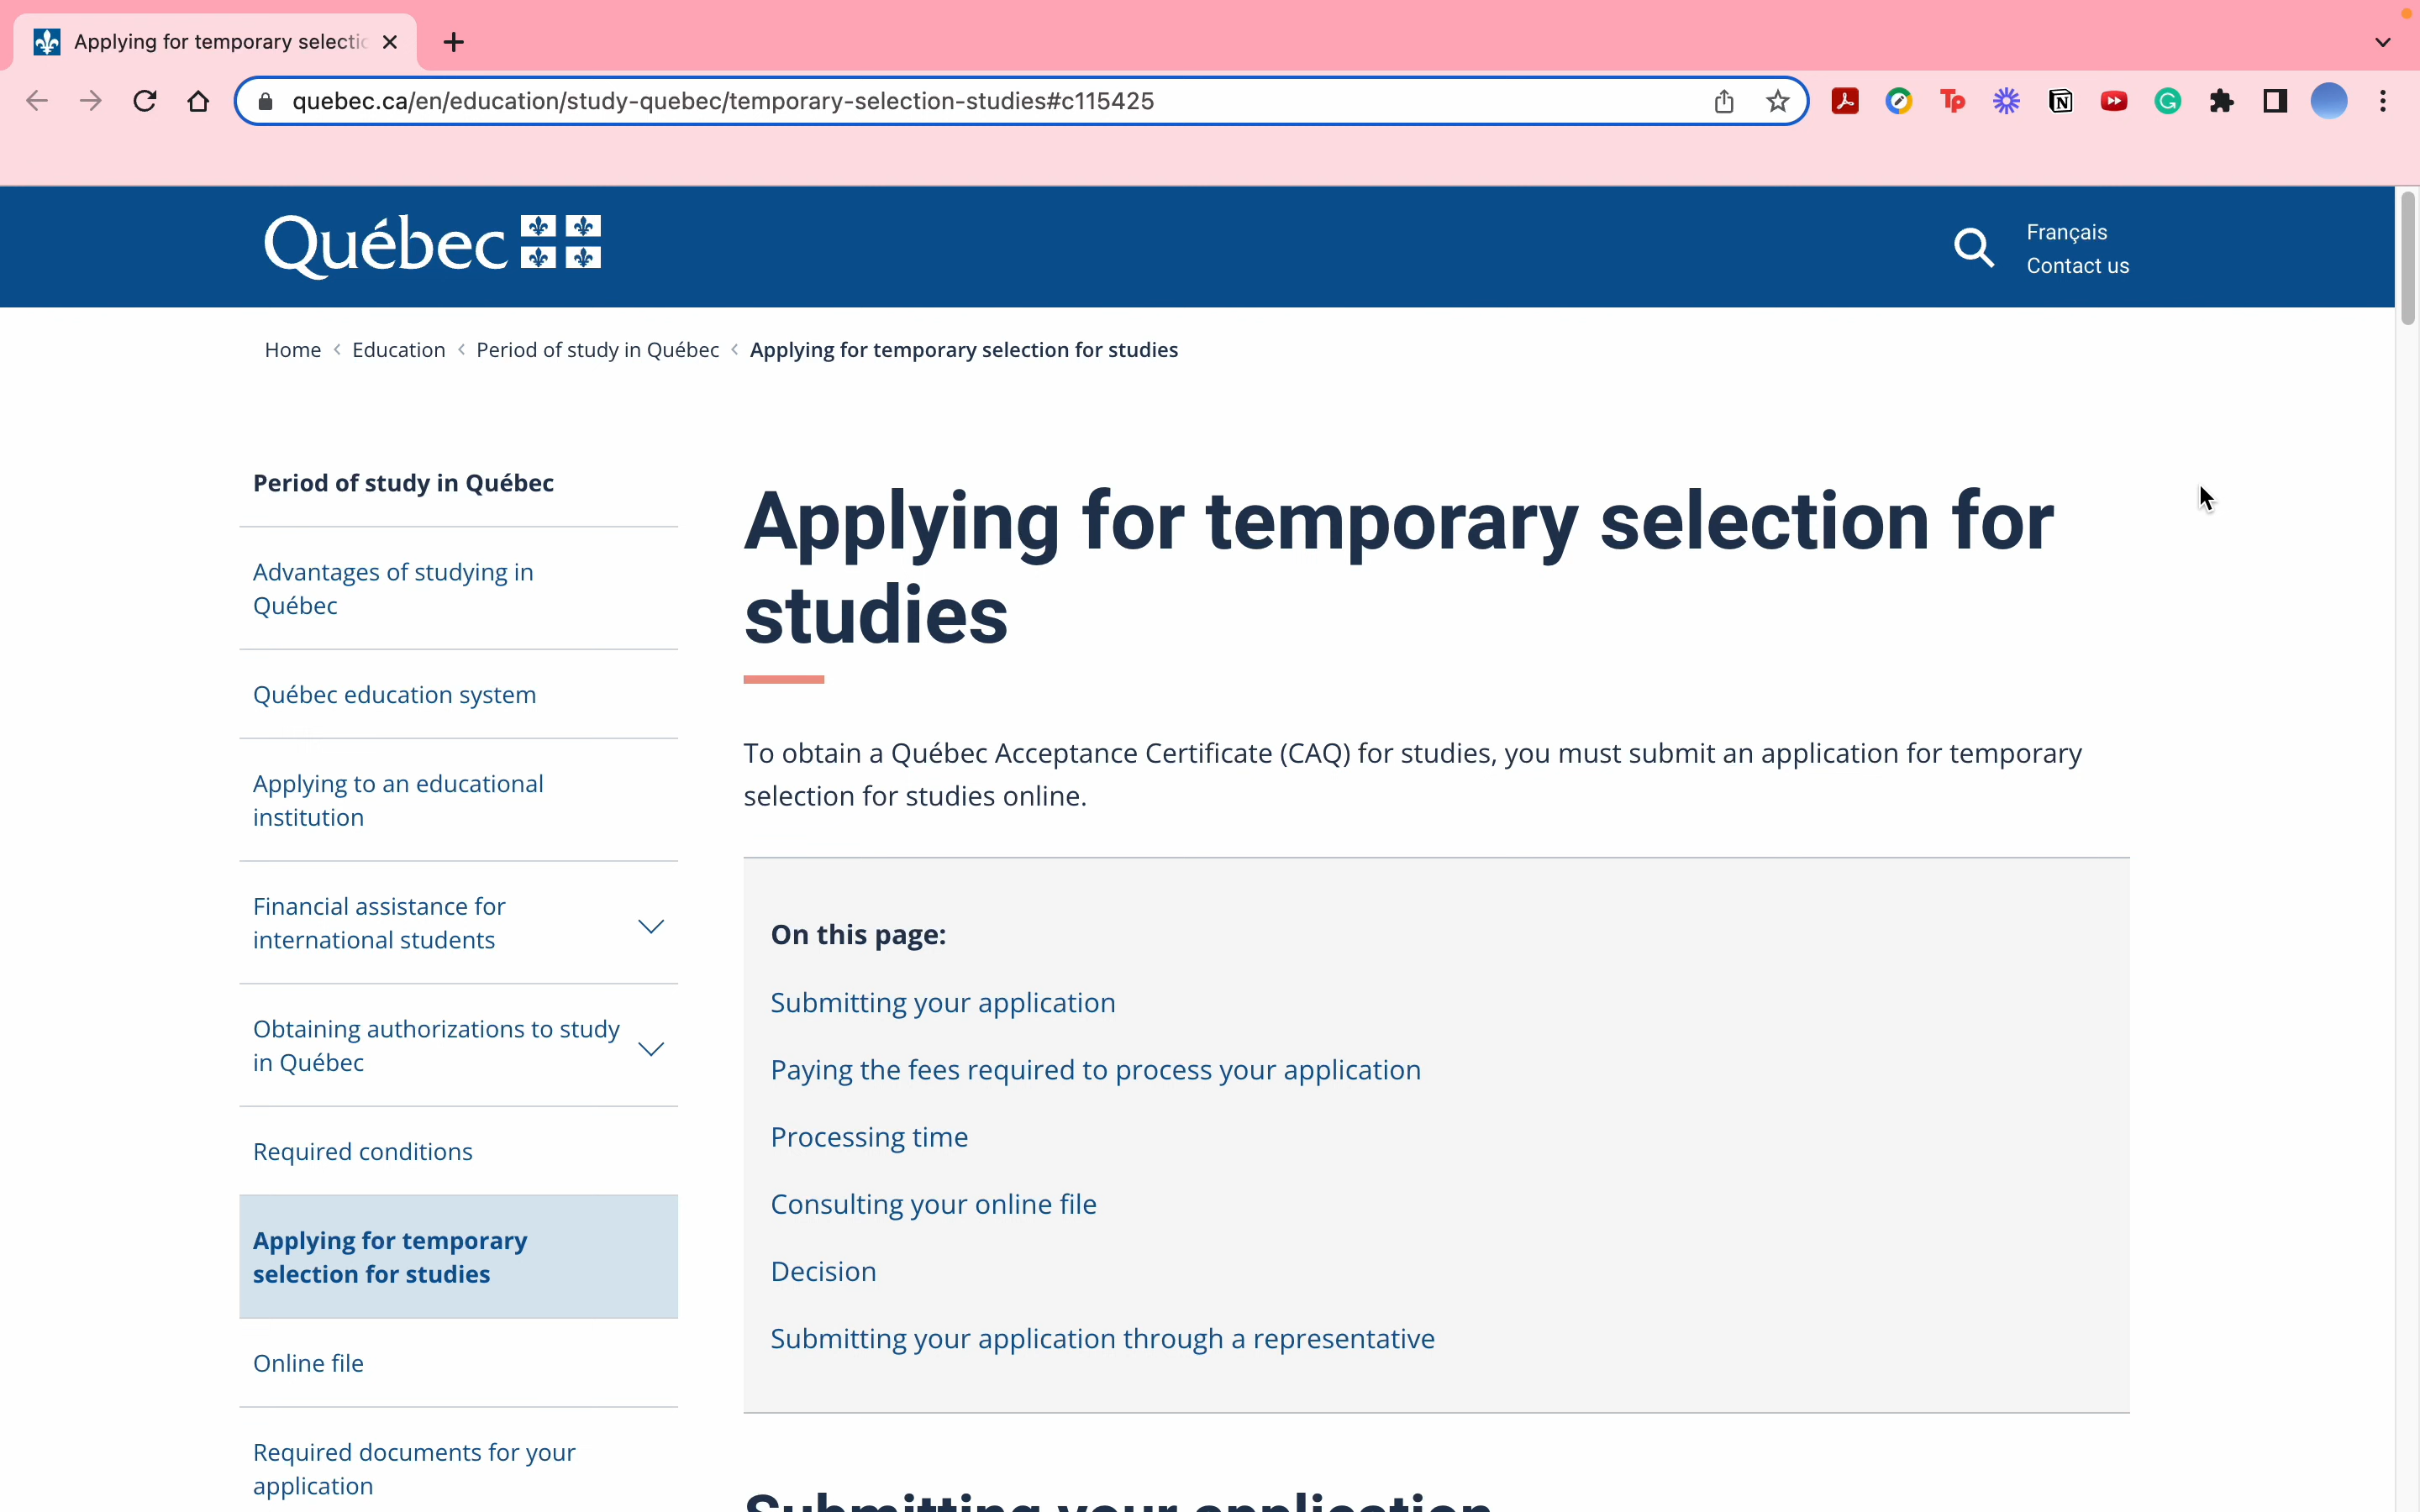 Applying for temporary selectio
quebec.ca/en/education/study-quebec/temporary-selection-studies#c115425
Québec
Français
Contact us
Home < Education < Period of study in Québec < Applying for temporary selection for studies
Period of study in Québec
Advantages of studying in
Québec
Québec education system
Applying to an educational
institution
Financial assistance for
international students
Obtaining authorizations to study
in Québec
Required conditions
Applying for temporary
selection for studies
Online file
Required documents for your
application
Applying for temporary selection for
studies
To obtain a Québec Acceptance Certificate (CAQ) for studies, you must submit an application for temporary
selection for studies online.
On this page:
Submitting your application
Paying the fees required to process your application
Processing time
Consulting your online file
Decision
Submitting your application through a representative
Submitting your application